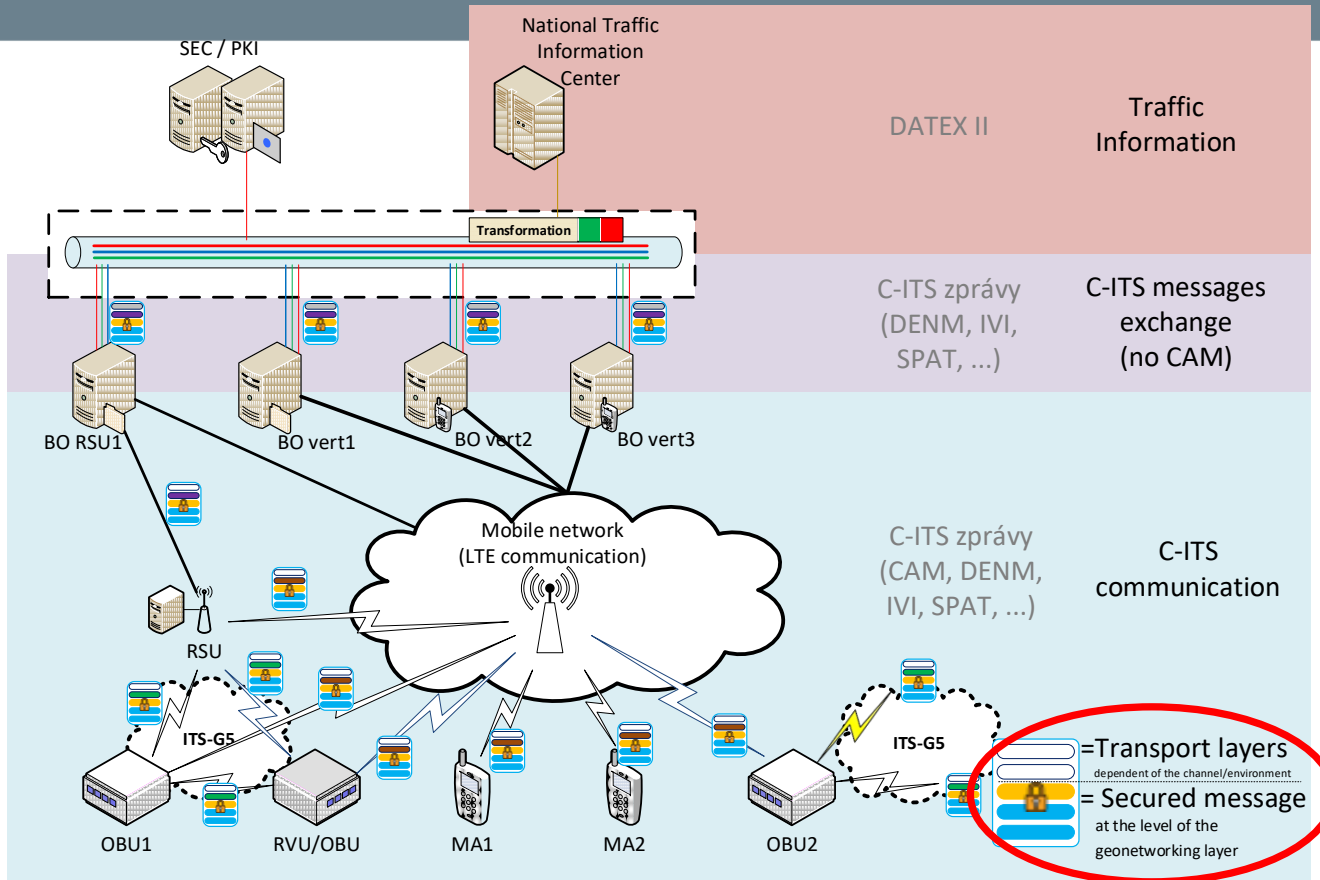 SEC / PKI
National Traffic
Information
Center
DATEX II
Traffic
Information
Transformation
C-ITS zprávy
(DENM, IVI,
SPAT, ...)
C-ITS messages
exchange
(no CAM)
BO RSU1
BO vert1
BO vert2
BO vert3
Mobile network
(LTE communication)
C-ITS zprávy
(CAM, DENM,
IVI, SPAT, ...)
C-ITS
communication
RSU
ITS-G5
ITS-G5
=Transport layers
dependent of the channel/environment
= Secured message
at the level of the
geonetworking layer
OBU1
RVU/OBU
MA1
MA2
OBU2